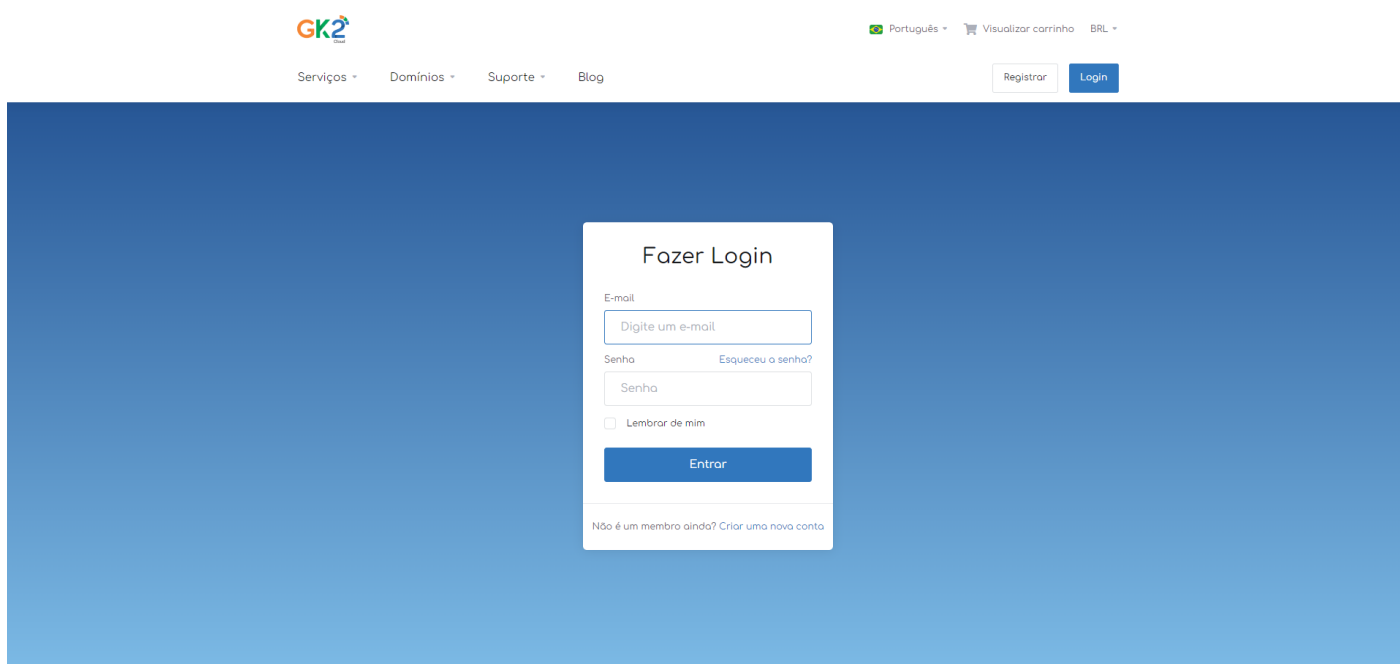 GK2
Cloud
Português
Visualizar carrinho
BRL
Serviços
Domínios
Suporte
Blog
Registrar
Login
Fazer Login
E-mail
Digite um e-mail
Senha
Esqueceu a senha?
Senha
Lembrar de mim
Entrar
Não é um membro ainda? Criar uma nova conta